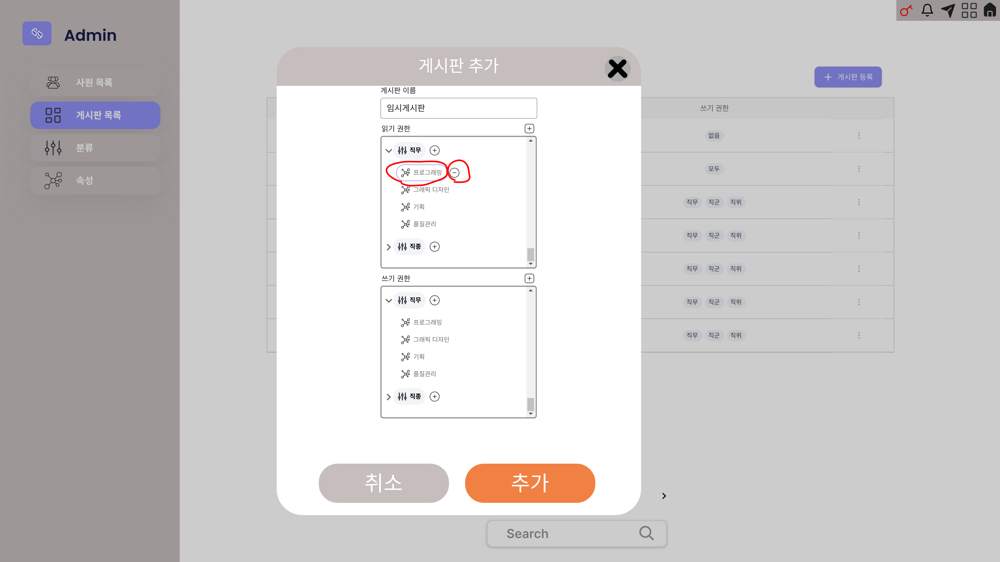 Admin
사원 목록
게시판 목록
분류
속성
게시판 추가
게시판 이름
임시게시판
읽기 권한
직무
프로그래밍
그래픽 디자인
기획
품질관리
직종
쓰기 권한
직무
프로그래밍
그래픽 디자인
기획
품질관리
직종
취소 추가
게시판 등록
쓰기 권한
없음
모두
직무 직군 직위
직무 직군 직위
직무 직군 직위
직무 직군 직위
직무 직군 직위
Search